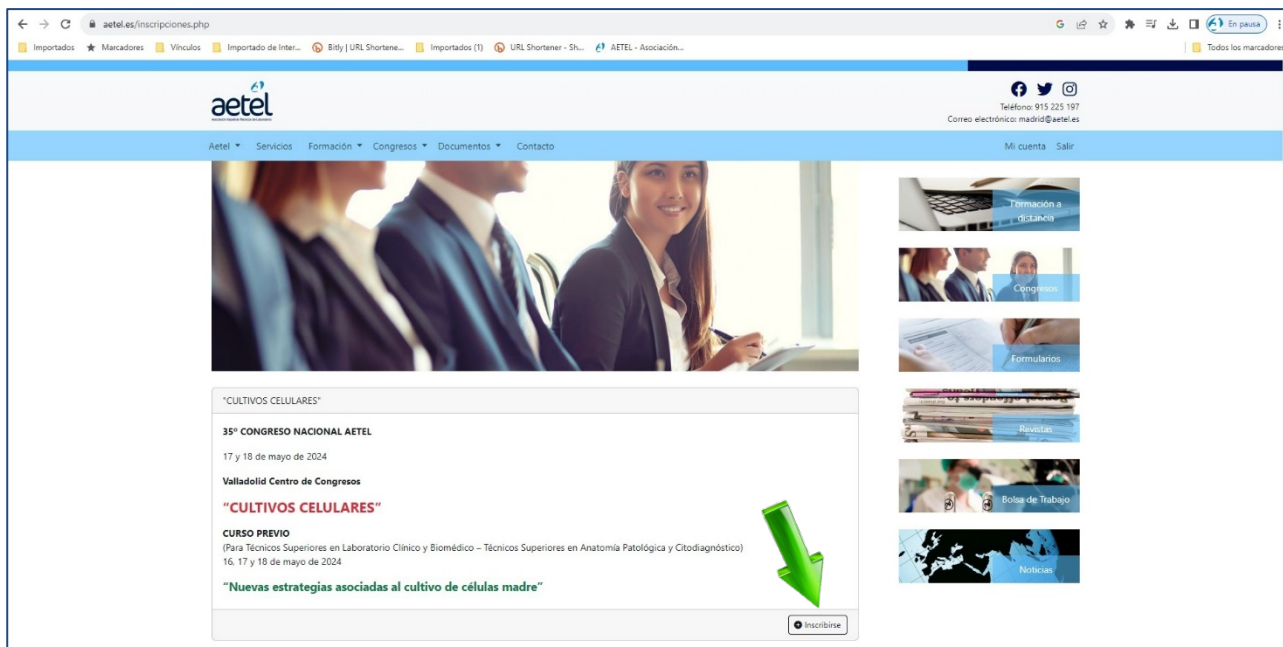 aetel.es/inscripciones.php
En pausa
Importados Marcadores Vínculos Importado de Inter... Bitly | URL Shortene... Importados (1) URL Shortener - Sh... AETEL - Asociación...
Todos los marcadores
aetel
Teléfono: 915 225 197
Correo electrónico: madrid@aetel.es
Aetel Servicios Formación Congresos Documentos Contacto
Mi cuenta Salir
Formación a
distancia
Congresos
Formularios
Revistas
Bolsa de Trabajo
Noticias
"CULTIVOS CELULARES"
35º CONGRESO NACIONAL AETEL
17 y 18 de mayo de 2024
Valladolid Centro de Congresos
“CULTIVOS CELULARES”
CURSO PREVIO
(Para Técnicos Superiores en Laboratorio Clínico y Biomédico – Técnicos Superiores en Anatomía Patológica y Citodiagnóstico)
16, 17 y 18 de mayo de 2024
“Nuevas estrategias asociadas al cultivo de células madre”
Inscribirse